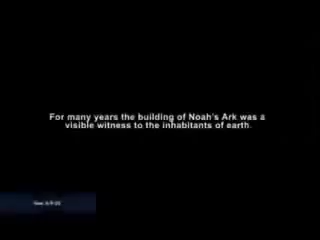 For many years the building of Noah's Ark was a
visible witness to the inhabitants of earth.